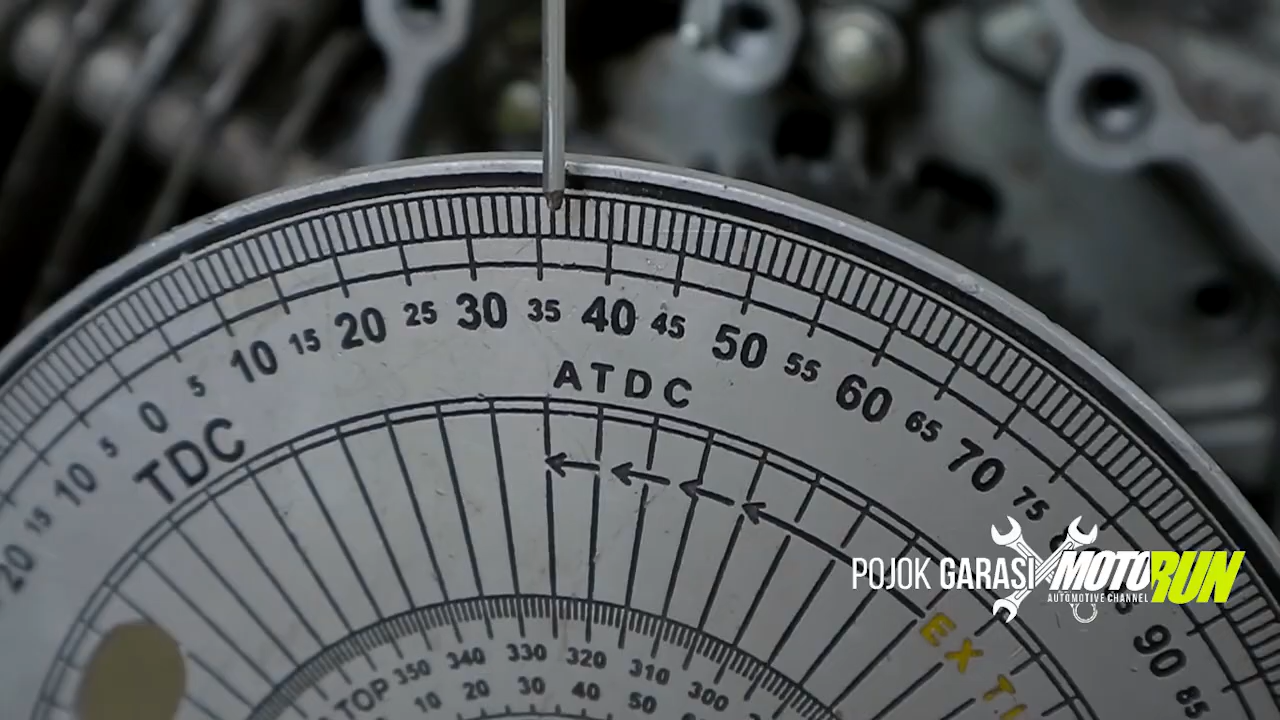 20 15 10 5 0 5 10 15 20 25 30 35 40 45 50 55 60 65 70 75
90 85
ATDC
TDC
POJOK GARASI MOTORUN
AUTOMOTIVE CHANNEL
EX
TOP 350 340 330 320 310 300
10 20 30 40 50